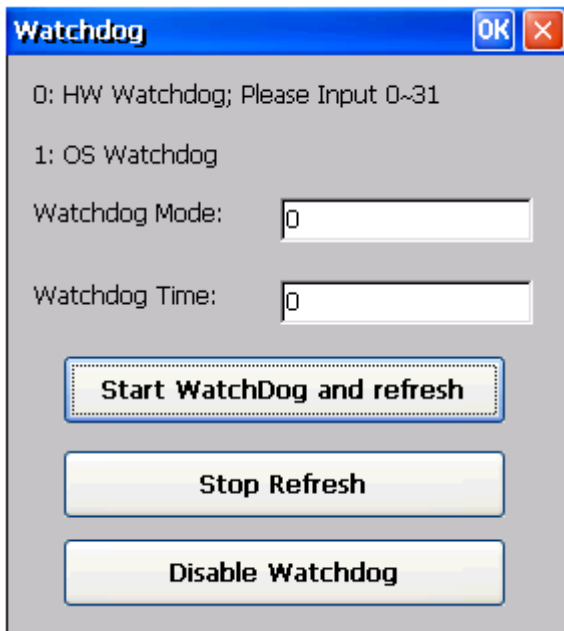 Watchdog OK
0: HW Watchdog; Please Input 0~31
1: OS Watchdog
Watchdog Mode: 0
Watchdog Time: 0
Start WatchDog and refresh
Stop Refresh
Disable Watchdog